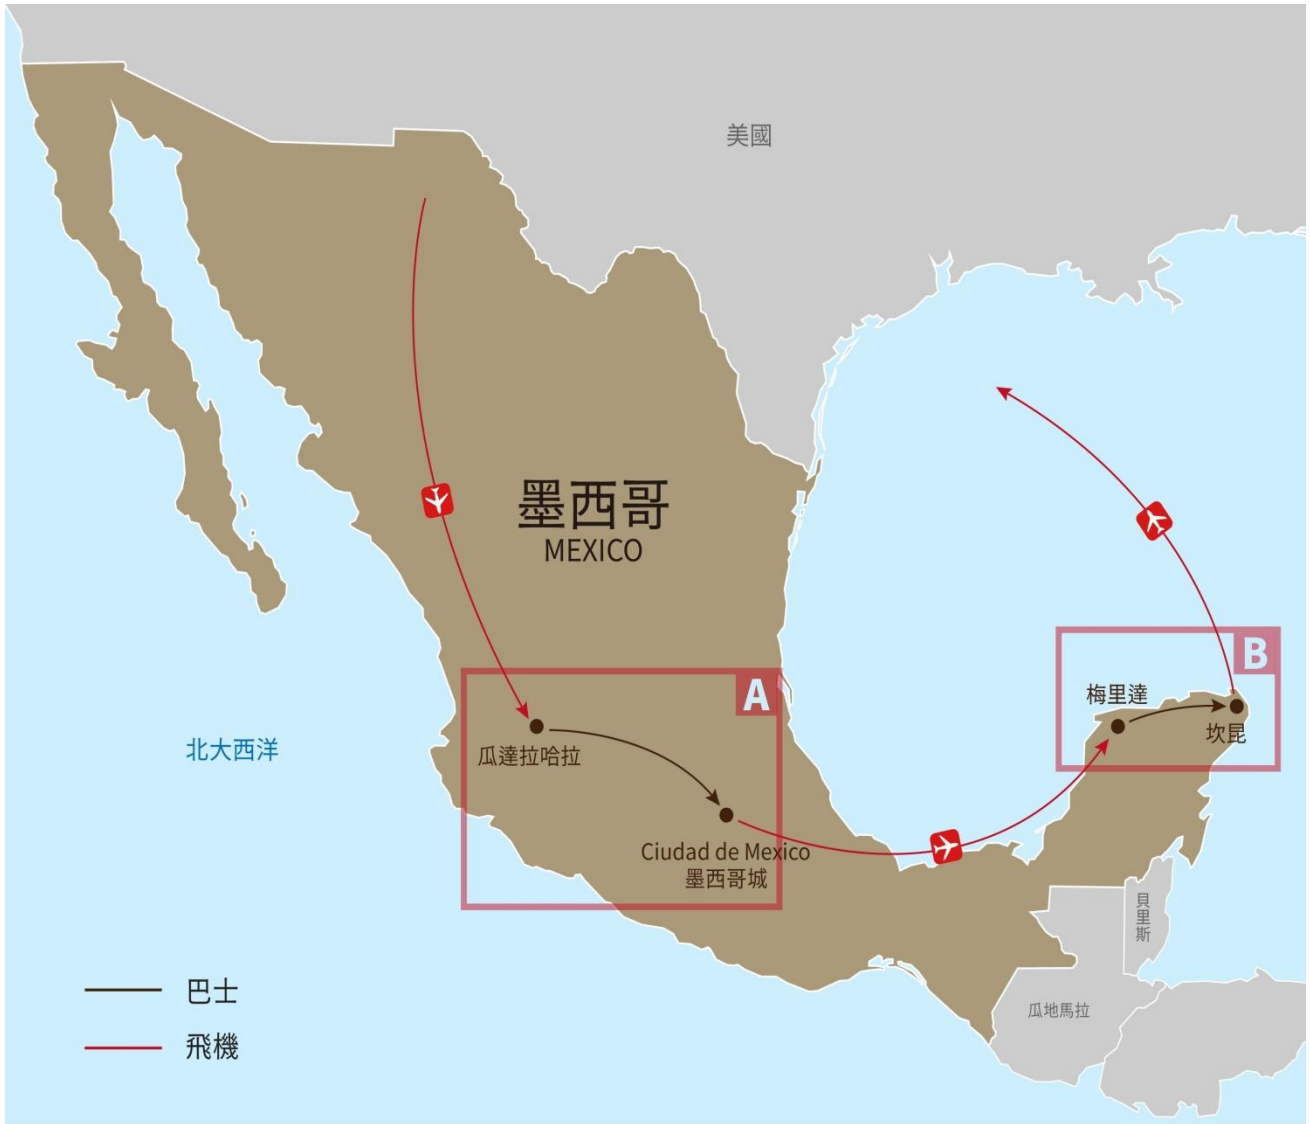 美國
墨西哥
MEXICO
A
B
梅里達
坎昆
瓜達拉哈拉
北大西洋
Ciudad de Mexico
墨西哥城
貝里斯
瓜地馬拉
巴士
飛機